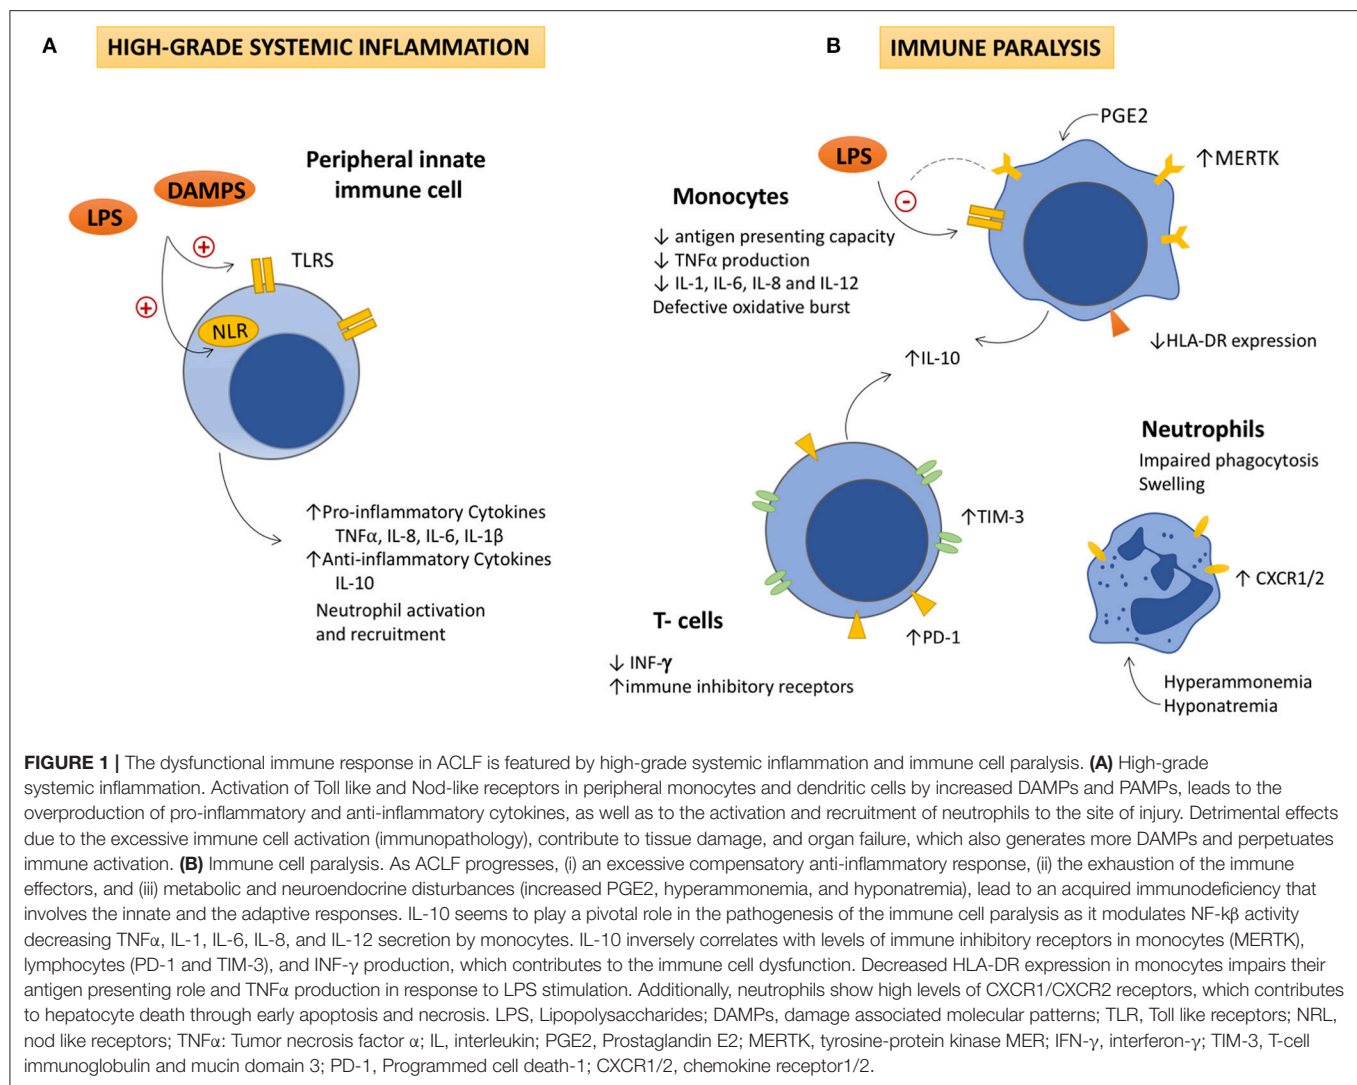 A
HIGH-GRADE SYSTEMIC INFLAMMATION
Peripheral innate
immune cell
DAMPS
LPS
+
+
TLRS
NLR
↑Pro-inflammatory Cytokines
TNFα, IL-8, IL-6, IL-1β
↑Anti-inflammatory Cytokines
IL-10
Neutrophil activation
and recruitment
B
IMMUNE PARALYSIS
PGE2
LPS
↑MERTK
-
Monocytes
↓ antigen presenting capacity
↓ TNFα production
↓ IL-1, IL-6, IL-8 and IL-12
Defective oxidative burst
↓HLA-DR expression
↑IL-10
Neutrophils
Impaired phagocytosis
Swelling
↑TIM-3
↑ CXCR1/2
T- cells
↑PD-1
↓ INF-γ
↑immune inhibitory receptors
Hyperammonemia
Hyponatremia
FIGURE 1 | The dysfunctional immune response in ACLF is featured by high-grade systemic inflammation and immune cell paralysis. (A) High-grade
systemic inflammation. Activation of Toll like and Nod-like receptors in peripheral monocytes and dendritic cells by increased DAMPs and PAMPs, leads to the
overproduction of pro-inflammatory and anti-inflammatory cytokines, as well as to the activation and recruitment of neutrophils to the site of injury. Detrimental effects
due to the excessive immune cell activation (immunopathology), contribute to tissue damage, and organ failure, which also generates more DAMPs and perpetuates
immune activation. (B) Immune cell paralysis. As ACLF progresses, (i) an excessive compensatory anti-inflammatory response, (ii) the exhaustion of the immune
effectors, and (iii) metabolic and neuroendocrine disturbances (increased PGE2, hyperammonemia, and hyponatremia), lead to an acquired immunodeficiency that
involves the innate and the adaptive responses. IL-10 seems to play a pivotal role in the pathogenesis of the immune cell paralysis as it modulates NF-kβ activity
decreasing TNFα, IL-1, IL-6, IL-8, and IL-12 secretion by monocytes. IL-10 inversely correlates with levels of immune inhibitory receptors in monocytes (MERTK),
lymphocytes (PD-1 and TIM-3), and INF-γ production, which contributes to the immune cell dysfunction. Decreased HLA-DR expression in monocytes impairs their
antigen presenting role and TNFα production in response to LPS stimulation. Additionally, neutrophils show high levels of CXCR1/CXCR2 receptors, which contributes
to hepatocyte death through early apoptosis and necrosis. LPS, Lipopolysaccharides; DAMPs, damage associated molecular patterns; TLR, Toll like receptors; NRL,
nod like receptors; TNFα: Tumor necrosis factor α; IL, interleukin; PGE2, Prostaglandin E2; MERTK, tyrosine-protein kinase MER; IFN-γ, interferon-γ; TIM-3, T-cell
immunoglobulin and mucin domain 3; PD-1, Programmed cell death-1; CXCR1/2, chemokine receptor1/2.